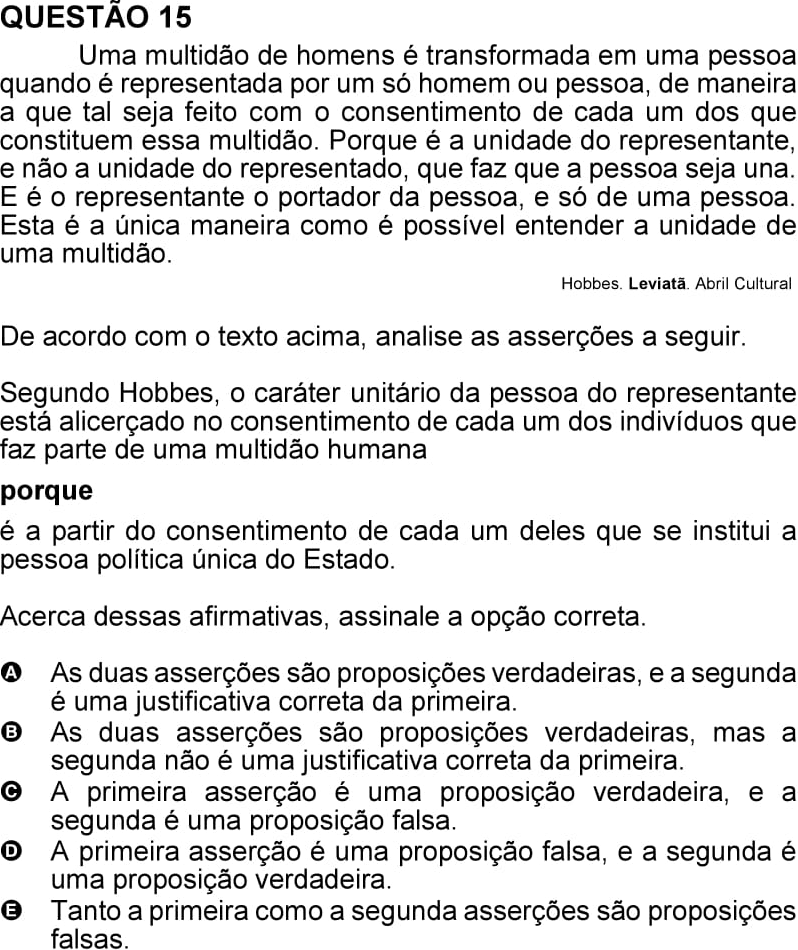 QUESTÃO 15
Uma multidão de homens é transformada em uma pessoa
quando é representada por um só homem ou pessoa, de maneira
a que tal seja feito com o consentimento de cada um dos que
constituem essa multidão. Porque é a unidade do representante,
e não a unidade do representado, que faz que a pessoa seja una.
E é o representante o portador da pessoa, e só de uma pessoa.
Esta é a única maneira como é possível entender a unidade de
uma multidão.
Hobbes. Leviatã. Abril Cultural
De acordo com o texto acima, analise as asserções a seguir.
Segundo Hobbes, o caráter unitário da pessoa do representante
está alicerçado no consentimento de cada um dos indivíduos que
faz parte de uma multidão humana
porque
é a partir do consentimento de cada um deles que se institui a
pessoa política única do Estado.
Acerca dessas afirmativas, assinale a opção correta.
A As duas asserções são proposições verdadeiras, e a segunda
é uma justificativa correta da primeira.
B As duas asserções são proposições verdadeiras, mas a
segunda não é uma justificativa correta da primeira.
C A primeira asserção é uma proposição verdadeira, e a
segunda é uma proposição falsa.
D A primeira asserção é uma proposição falsa, e a segunda é
uma proposição verdadeira.
E Tanto a primeira como a segunda asserções são proposições
falsas.